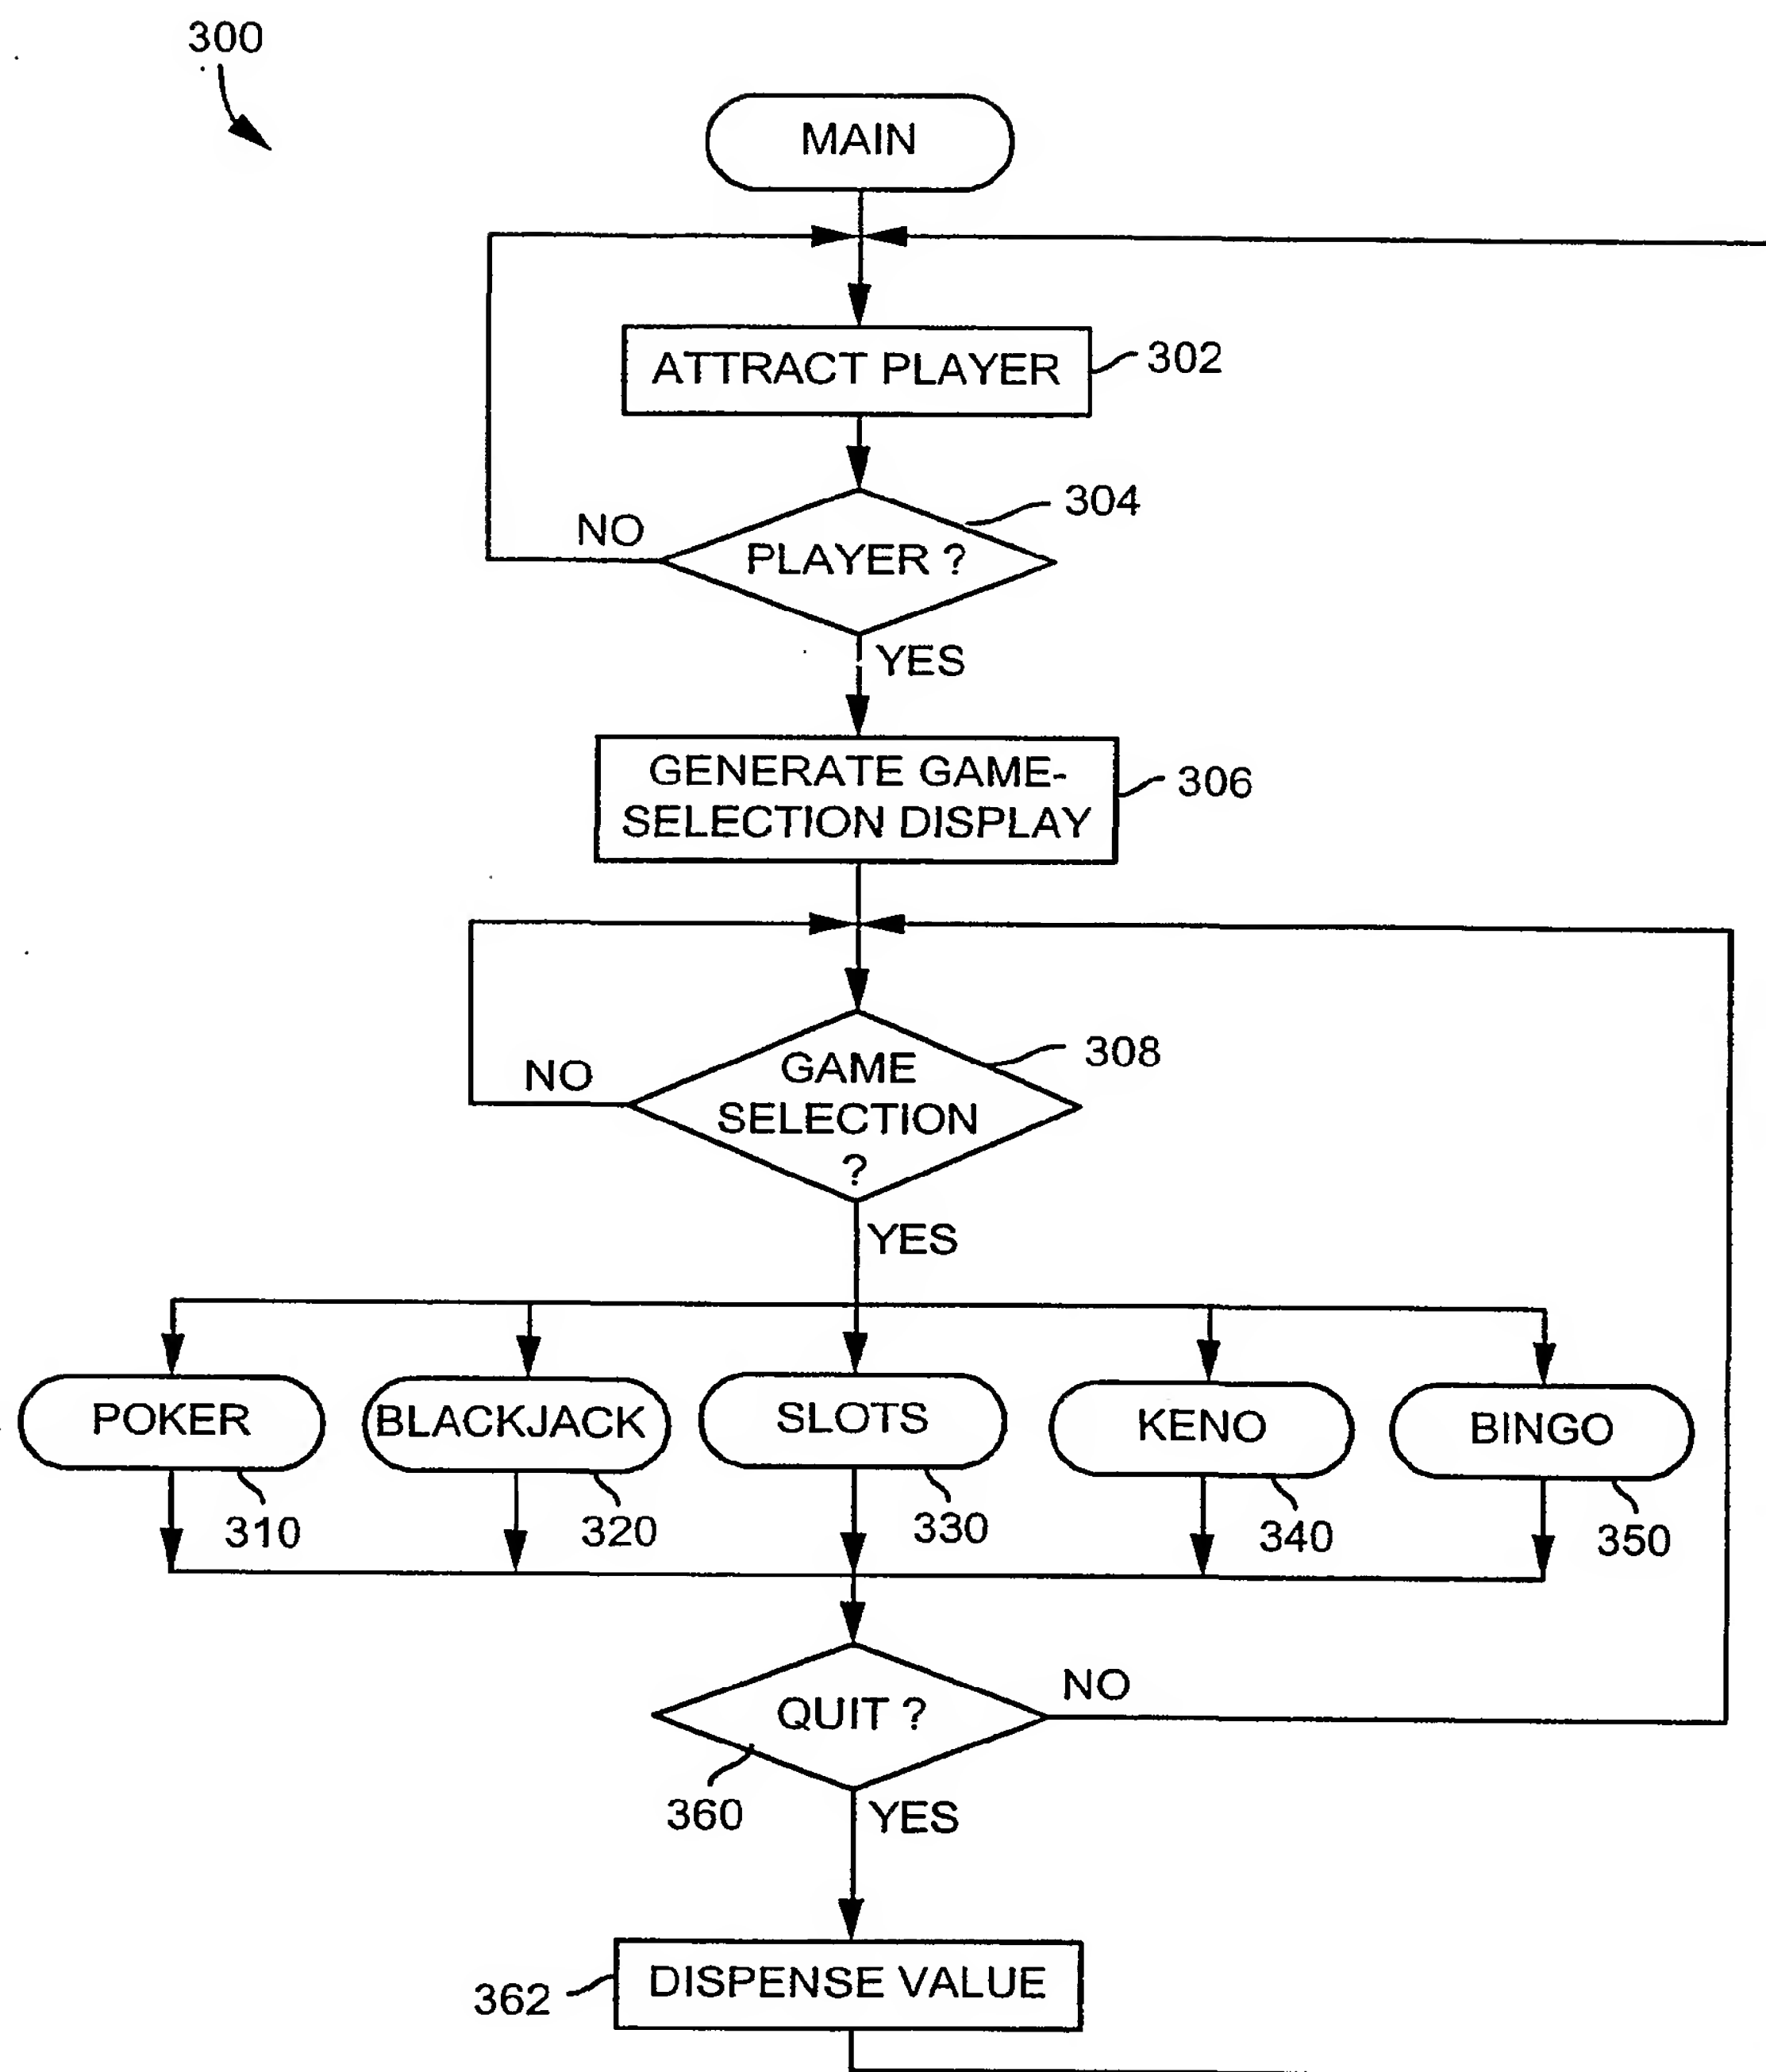 300
MAIN
ATTRACT PLAYER
302
304
NO
PLAYER ?
YES
GENERATE GAME-
SELECTION DISPLAY
306
308
NO
GAME
SELECTION
?
YES
POKER
BLACKJACK
SLOTS
KENO
BINGO
310
320
330
340
350
QUIT ?
NO
360
YES
362
DISPENSE VALUE